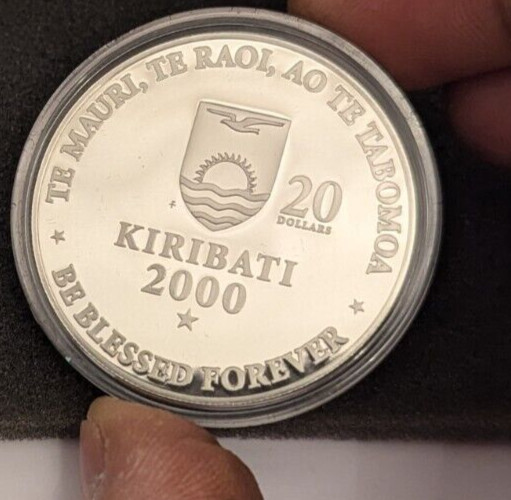 TE MAURI, TE RAOI, AO TE TABOMOA
20
DOLLARS
KIRIBATI
2000
BE BLESSED FOREVER